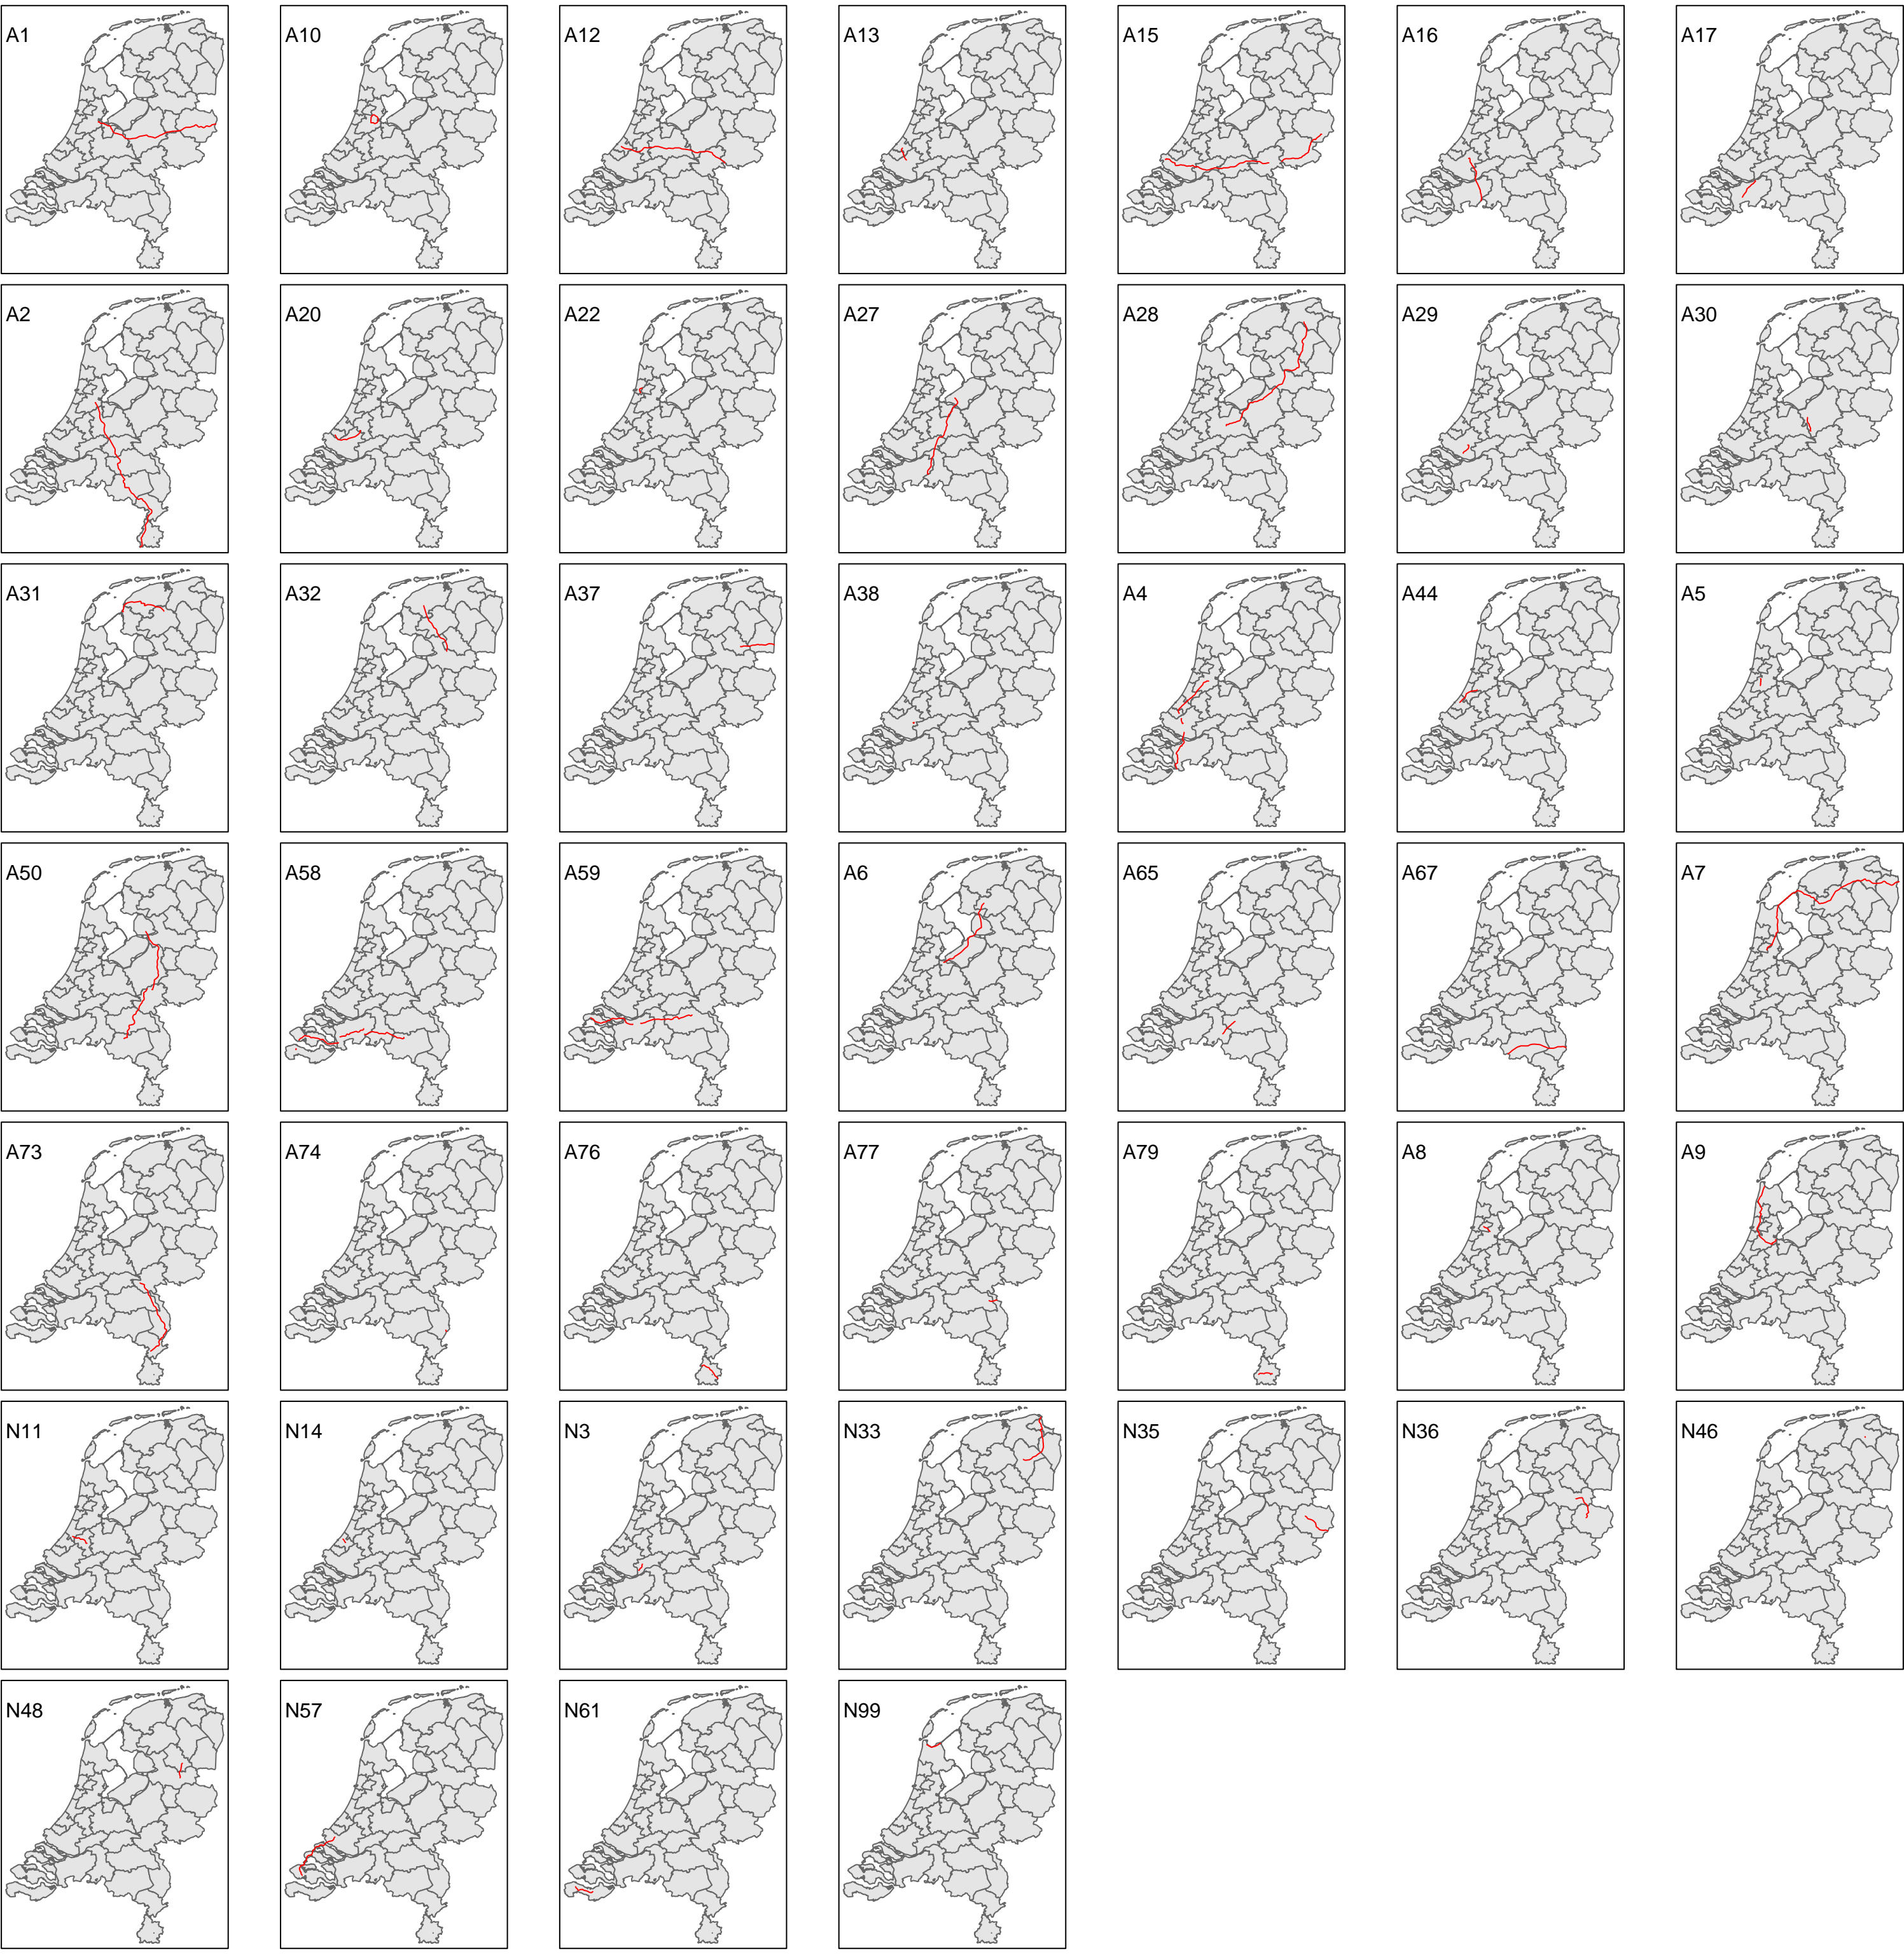 A1 A10 A12 A13 A15 A16 A17
A2 A20 A22 A27 A28 A29 A30
A31 A32 A37 A38 A4 A44 A5
A50 A58 A59 A6 A65 A67 A7
A73 A74 A76 A77 A79 A8 A9
N11 N14 N3 N33 N35 N36 N46
N48 N57 N61 N99